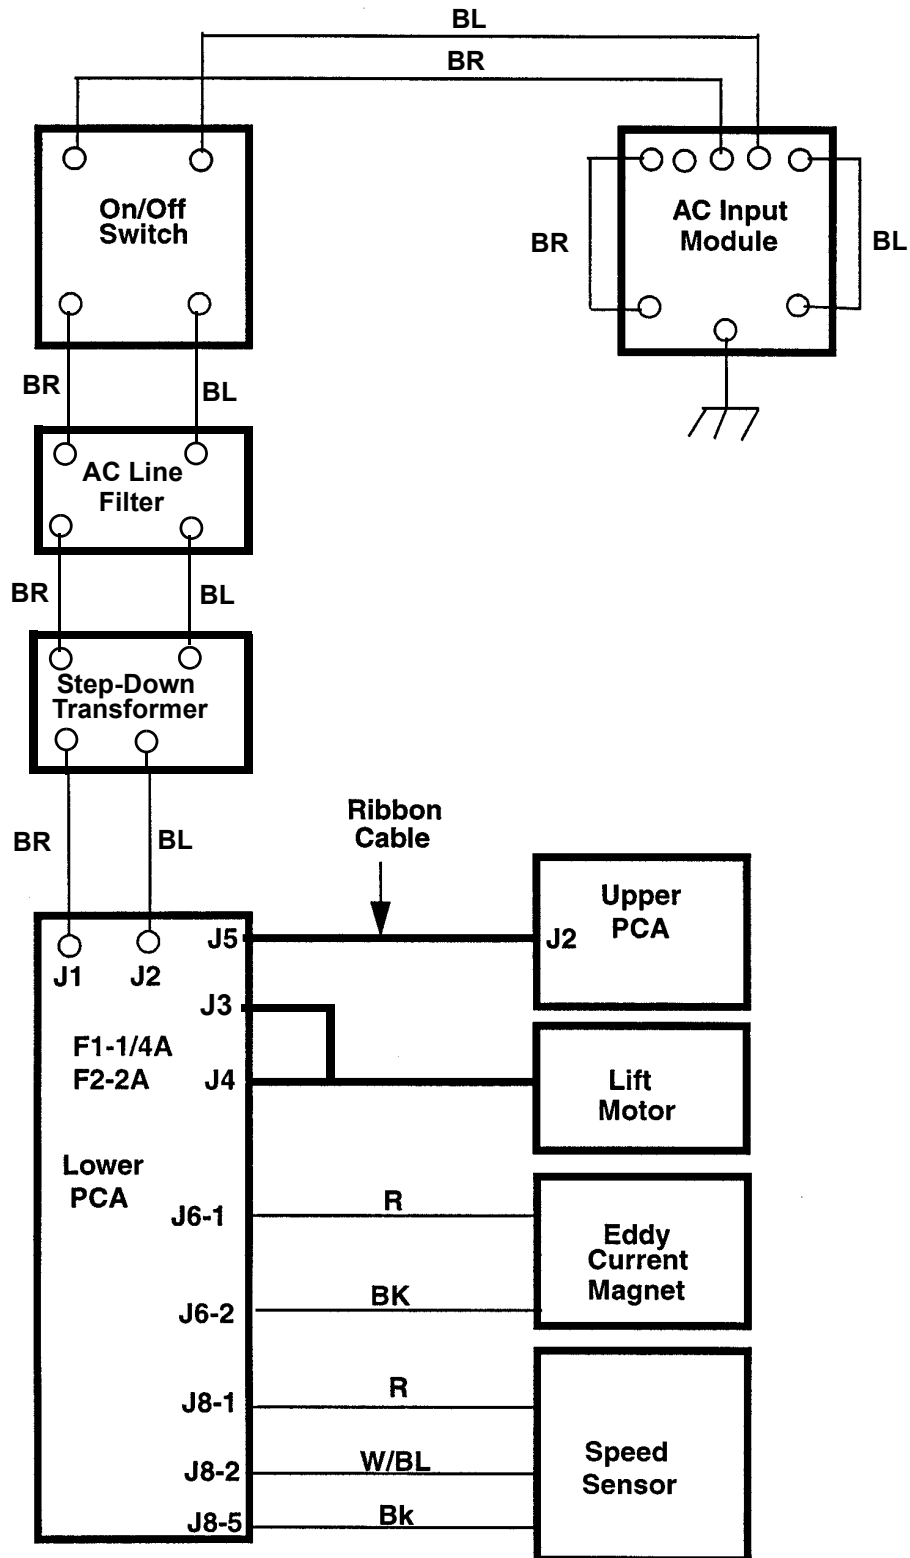 BL
BR
On/Off
Switch
AC Input
Module
BR
BL
BR
BL
AC Line
Filter
BR
BL
Step-Down
Transformer
BR
BL
Ribbon
Cable
J1
J2
J5
J2
Upper
PCA
J3
F1-1/4A
F2-2A
J4
Lift
Motor
Lower
PCA
J6-1
R
Eddy
Current
Magnet
J6-2
BK
J8-1
R
J8-2
W/BL
Speed
Sensor
J8-5
Bk